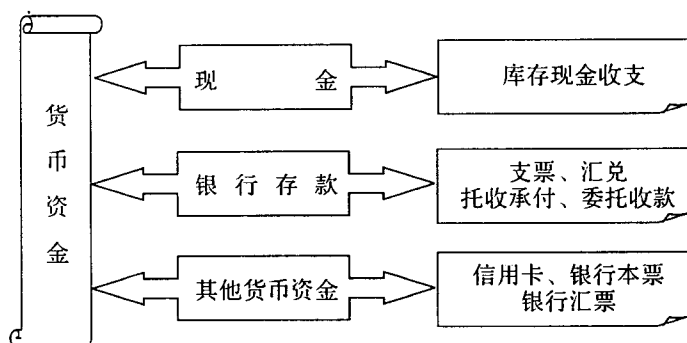 货币资金
现金
库存现金收支
银行存款
支票、汇兑
托收承付、委托收款
其他货币资金
信用卡、银行本票
银行汇票